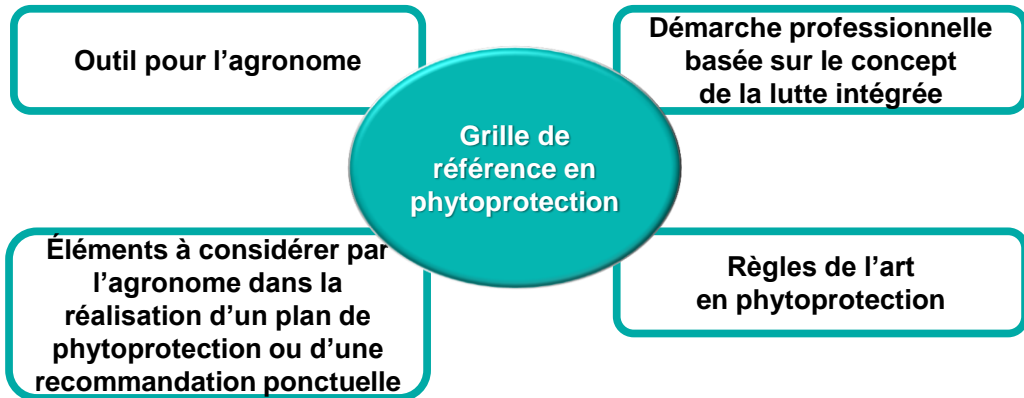 Outil pour l’agronome
Démarche professionnelle
basée sur le concept
de la lutte intégrée
Grille de
référence en
phytoprotection
Éléments à considérer par
l’agronome dans la
réalisation d’un plan de
phytoprotection ou d’une
recommandation ponctuelle
Règles de l’art
en phytoprotection